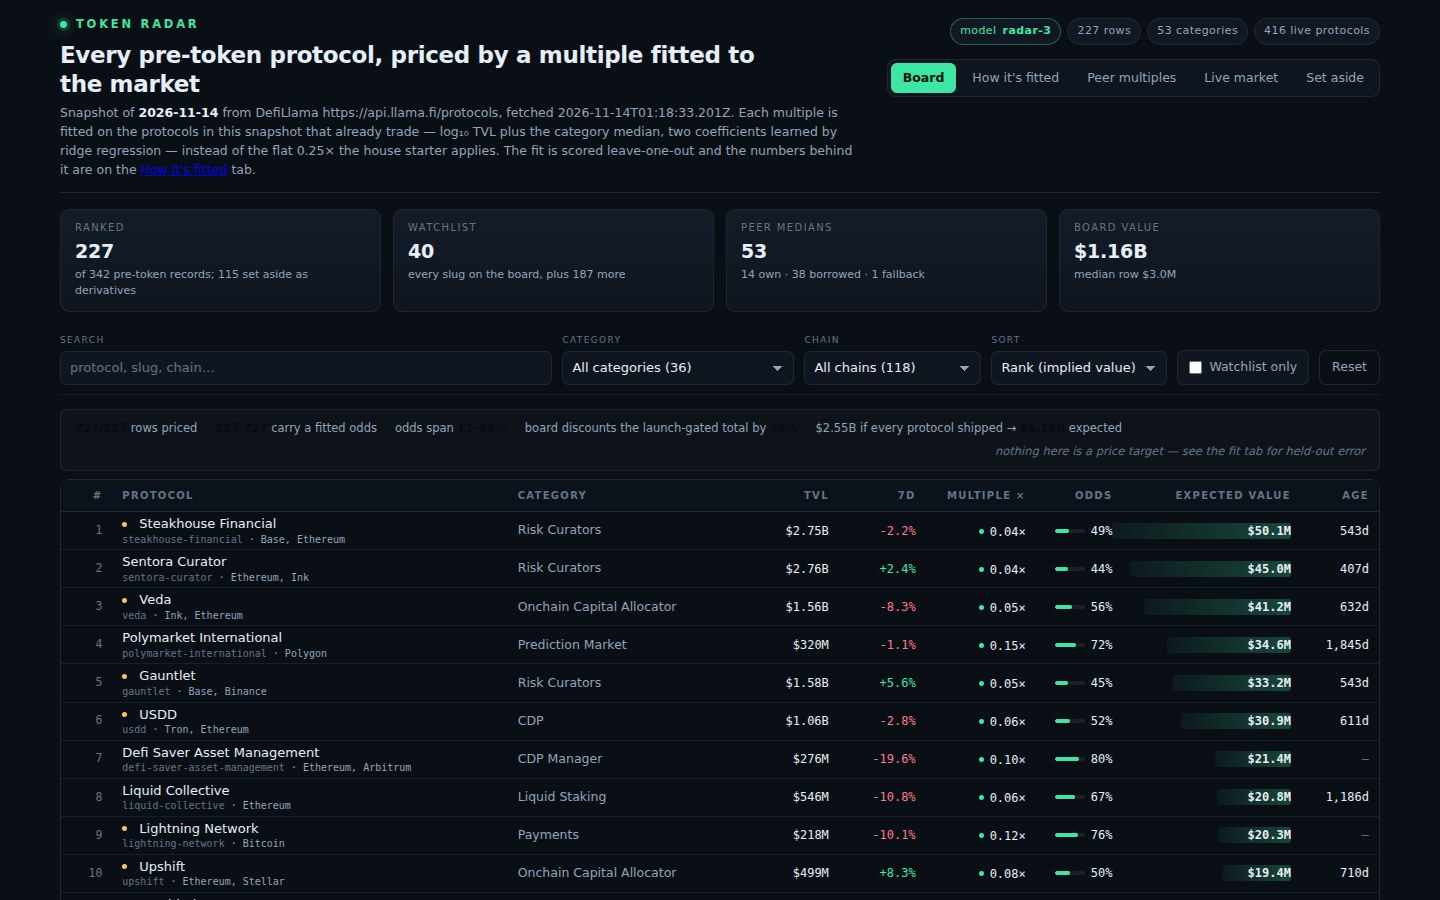 TOKEN RADAR
Every pre-token protocol, priced by a multiple fitted to
the market
Snapshot of 2026-11-14 from DefiLlama https://api.llama.fi/protocols, fetched 2026-11-14T01:18:33.201Z. Each multiple is
fitted on the protocols in this snapshot that already trade — log₁₀ TVL plus the category median, two coefficients learned by
ridge regression — instead of the flat 0.25× the house starter applies. The fit is scored leave-one-out and the numbers behind
it are on the How it's fitted tab.
model radar-3 227 rows 53 categories 416 live protocols
Board How it's fitted Peer multiples Live market Set aside
RANKED
227
of 342 pre-token records; 115 set aside as
derivatives
WATCHLIST
40
every slug on the board, plus 187 more
PEER MEDIANS
53
14 own · 38 borrowed · 1 fallback
BOARD VALUE
$1.16B
median row $3.0M
SEARCH CATEGORY CHAIN SORT
protocol, slug, chain… All categories (36) All chains (118) Rank (implied value) Watchlist only Reset
227/227 rows priced 227/227 carry a fitted odds odds span board discounts the launch-gated total by $2.55B if every protocol shipped → expected
nothing here is a price target — see the fit tab for held-out error
# PROTOCOL CATEGORY TVL 7D MULTIPLE × ODDS EXPECTED VALUE AGE
1 Steakhouse Financial Risk Curators $2.75B -2.2% 0.04× 49% $50.1M 543d
steakhouse-financial · Base, Ethereum
2 Sentora Curator Risk Curators $2.76B +2.4% 0.04× 44% $45.0M 407d
sentora-curator · Ethereum, Ink
3 Veda Onchain Capital Allocator $1.56B -8.3% 0.05× 56% $41.2M 632d
veda · Ink, Ethereum
4 Polymarket International Prediction Market $320M -1.1% 0.15× 72% $34.6M 1,845d
polymarket-international · Polygon
5 Gauntlet Risk Curators $1.58B +5.6% 0.05× 45% $33.2M 543d
gauntlet · Base, Binance
6 USDD CDP $1.06B -2.8% 0.06× 52% $30.9M 611d
usdd · Tron, Ethereum
7 Defi Saver Asset Management CDP Manager $276M -19.6% 0.10× 80% $21.4M –
defi-saver-asset-management · Ethereum, Arbitrum
8 Liquid Collective Liquid Staking $546M -10.8% 0.06× 67% $20.8M 1,186d
liquid-collective · Ethereum
9 Lightning Network Payments $218M -10.1% 0.12× 76% $20.3M –
lightning-network · Bitcoin
10 Upshift Onchain Capital Allocator $499M +8.3% 0.08× 50% $19.4M 710d
upshift · Ethereum, Stellar